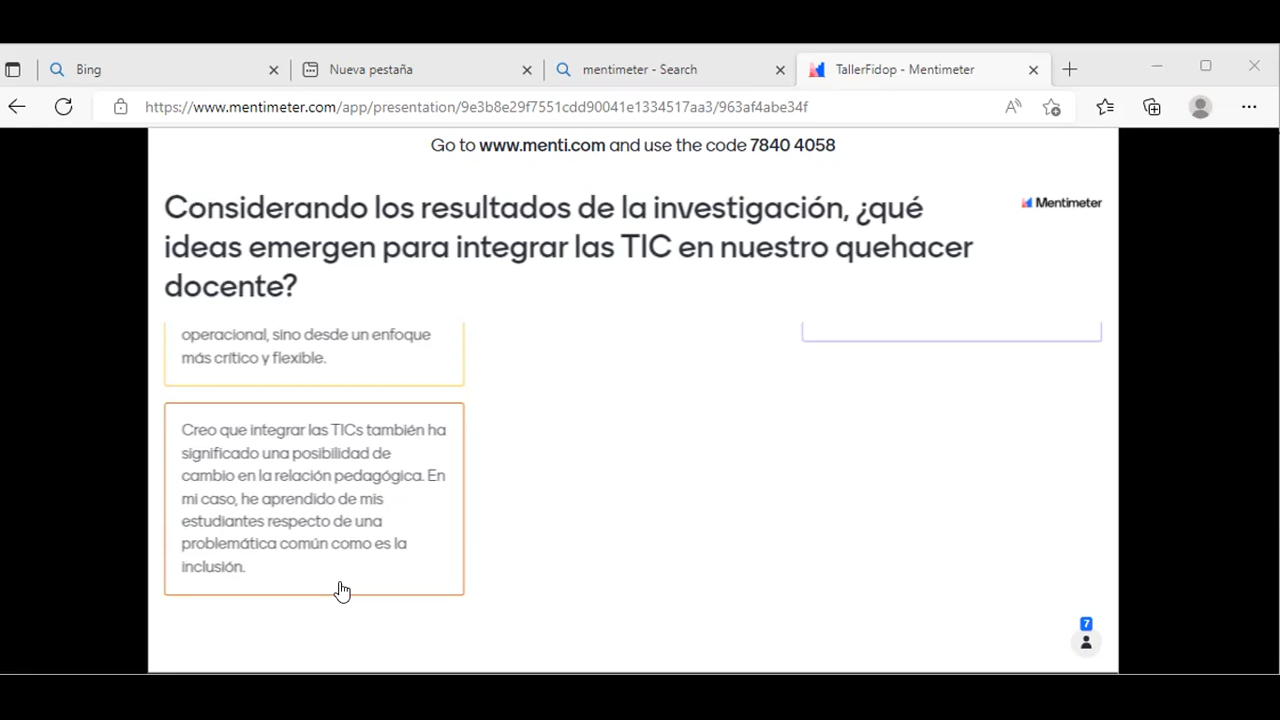 Bing
Nueva pestaña
mentimeter - Search
TallerFidop - Mentimeter
https://www.mentimeter.com/app/presentation/9e3b8e29f7551cdd90041e1334517aa3/963af4abe34f
Go to www.menti.com and use the code 7840 4058
Considerando los resultados de la investigación, ¿qué
ideas emergen para integrar las TIC en nuestro quehacer
docente?
Mentimeter
operacional, sino desde un enfoque
más crítico y flexible.
Creo que integrar las TICs también ha
significado una posibilidad de
cambio en la relación pedagógica. En
mi caso, he aprendido de mis
estudiantes respecto de una
problemática común como es la
inclusión.
7